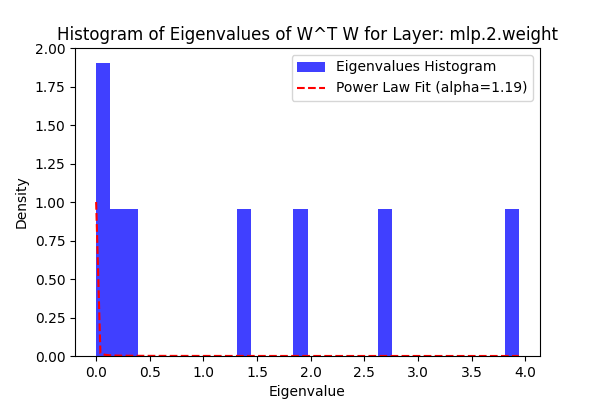 Histogram of Eigenvalues of W^T W for Layer: mlp.2.weight
Eigenvalues Histogram
Power Law Fit (alpha=1.19)
Density
2.00
1.75
1.50
1.25
1.00
0.75
0.50
0.25
0.00
0.0 0.5 1.0 1.5 2.0 2.5 3.0 3.5 4.0
Eigenvalue